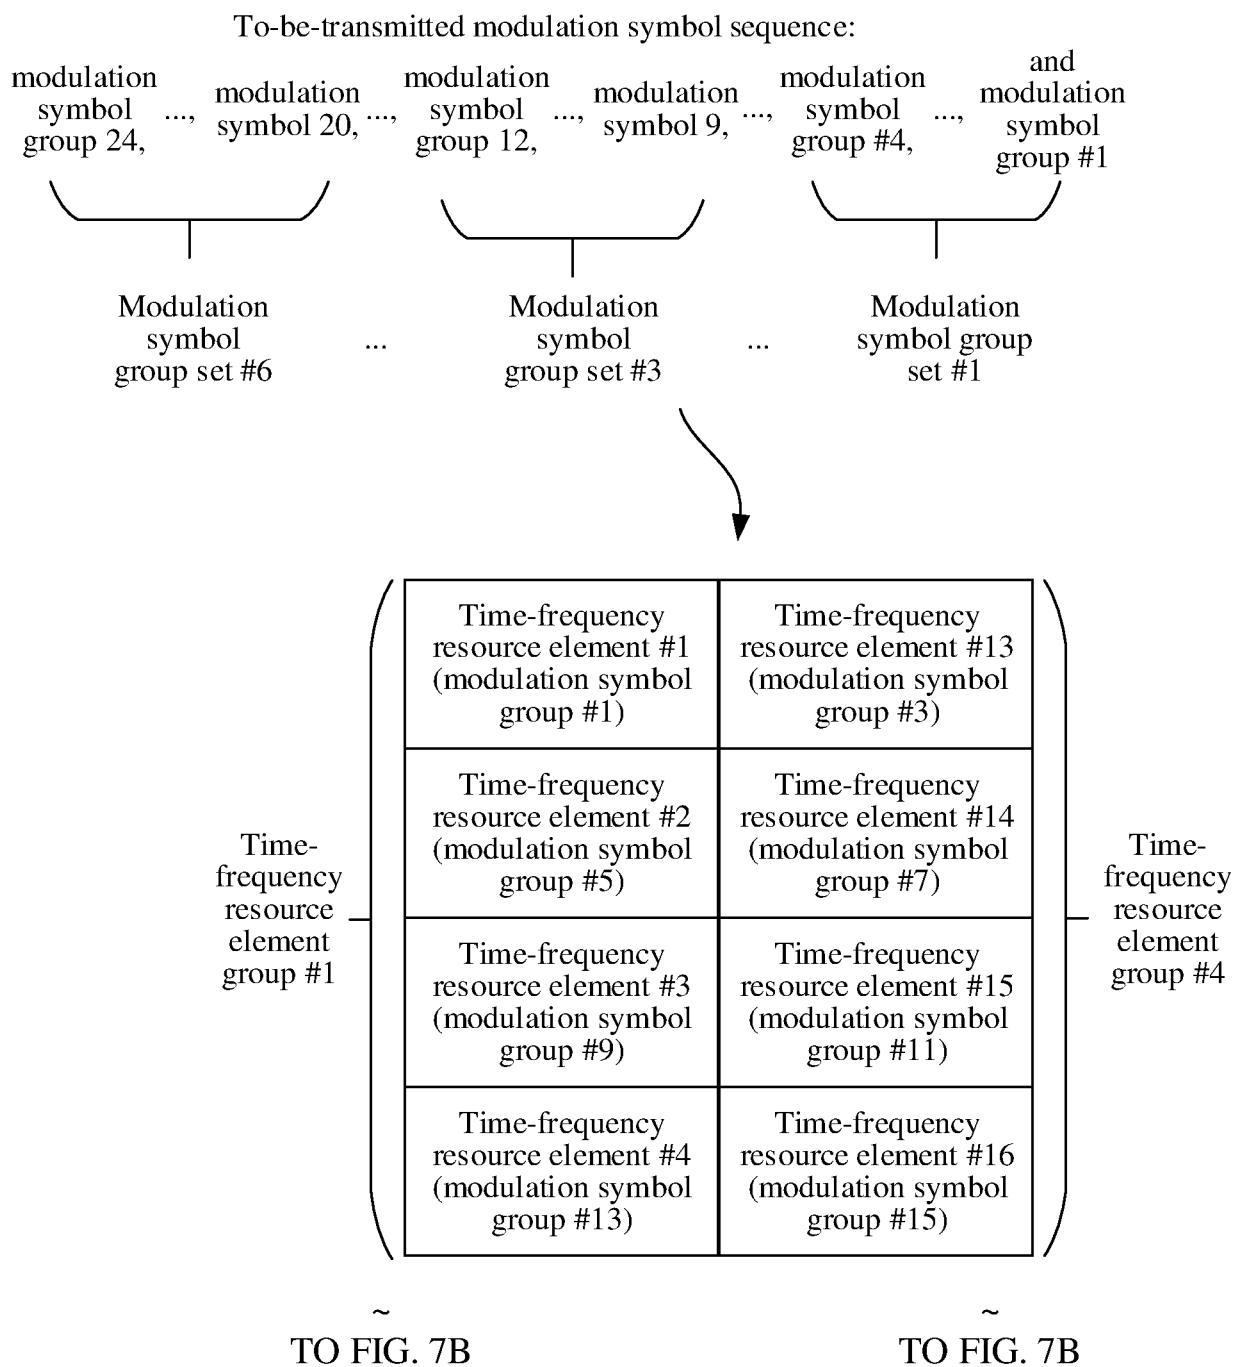 To-be-transmitted modulation symbol sequence:
modulation
symbol
group 24,
...,
modulation
symbol 20,
...,
modulation
symbol
group 12,
...,
modulation
symbol 9,
...,
modulation
symbol
group #4,
...,
and
modulation
symbol
group #1
Modulation
symbol
group set #6
...
Modulation
symbol
group set #3
...
Modulation
symbol group
set #1
Time-
frequency
resource
element
group #1
Time-frequency
resource element #1
(modulation symbol
group #1)
Time-frequency
resource element #13
(modulation symbol
group #3)
Time-frequency
resource element #2
(modulation symbol
group #5)
Time-frequency
resource element #14
(modulation symbol
group #7)
Time-frequency
resource element #3
(modulation symbol
group #9)
Time-frequency
resource element #15
(modulation symbol
group #11)
Time-frequency
resource element #4
(modulation symbol
group #13)
Time-frequency
resource element #16
(modulation symbol
group #15)
Time-
frequency
resource
element
group #4
~
TO FIG. 7B
~
TO FIG. 7B